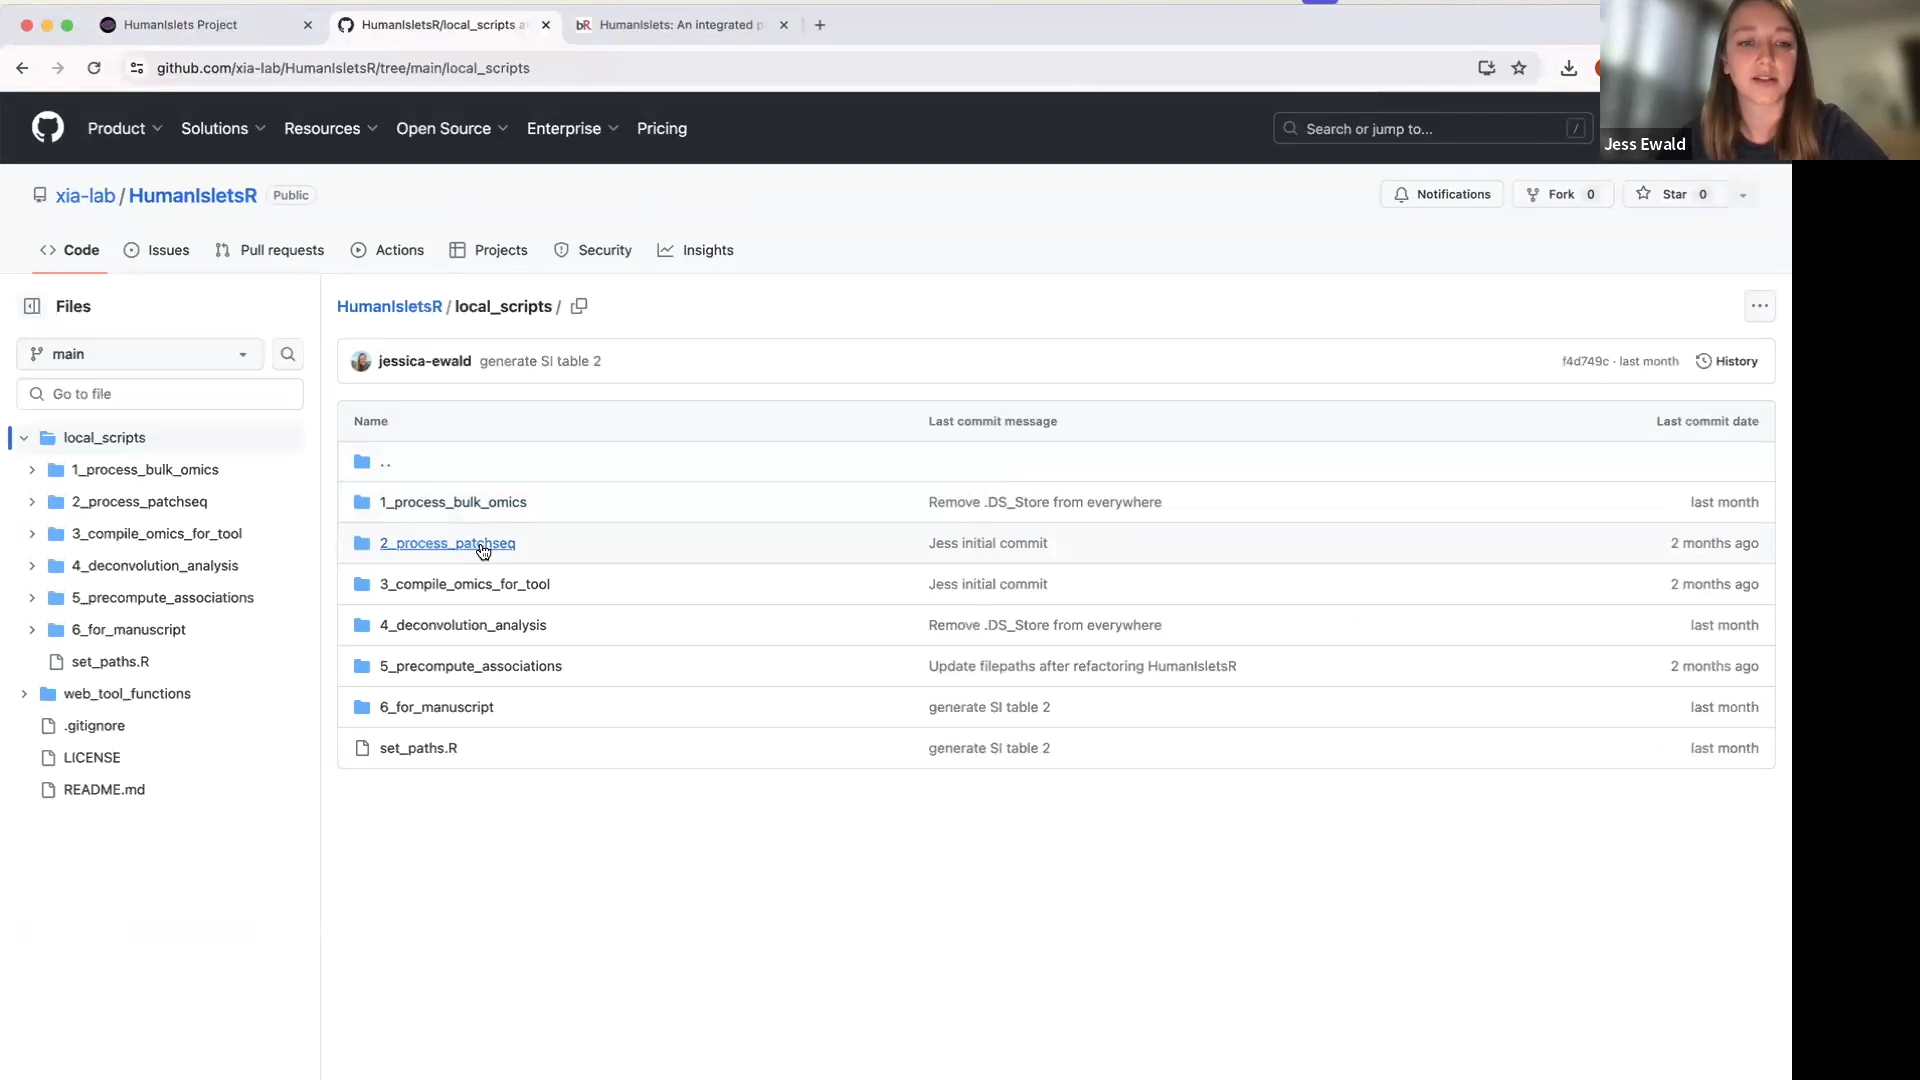 HumanIslets Project
HumanIsletsR/local_scripts a
bR HumanIslets: An integrated p
github.com/xia-lab/HumanIsletsR/tree/main/local_scripts
Jess Ewald
Product
Solutions
Resources
Open Source
Enterprise
Pricing
Search or jump to...
/
xia-lab / HumanIsletsR
Public
Notifications
Fork 0
Star 0
Code
Issues
Pull requests
Actions
Projects
Security
Insights
Files
main
Go to file
local_scripts
1_process_bulk_omics
2_process_patchseq
3_compile_omics_for_tool
4_deconvolution_analysis
5_precompute_associations
6_for_manuscript
set_paths.R
web_tool_functions
.gitignore
LICENSE
README.md
HumanIsletsR / local_scripts /
jessica-ewald generate SI table 2
f4d749c · last month
History
Name Last commit message Last commit date
..
1_process_bulk_omics Remove .DS_Store from everywhere last month
2_process_patchseq Jess initial commit 2 months ago
3_compile_omics_for_tool Jess initial commit 2 months ago
4_deconvolution_analysis Remove .DS_Store from everywhere last month
5_precompute_associations Update filepaths after refactoring HumanIsletsR 2 months ago
6_for_manuscript generate SI table 2 last month
set_paths.R generate SI table 2 last month